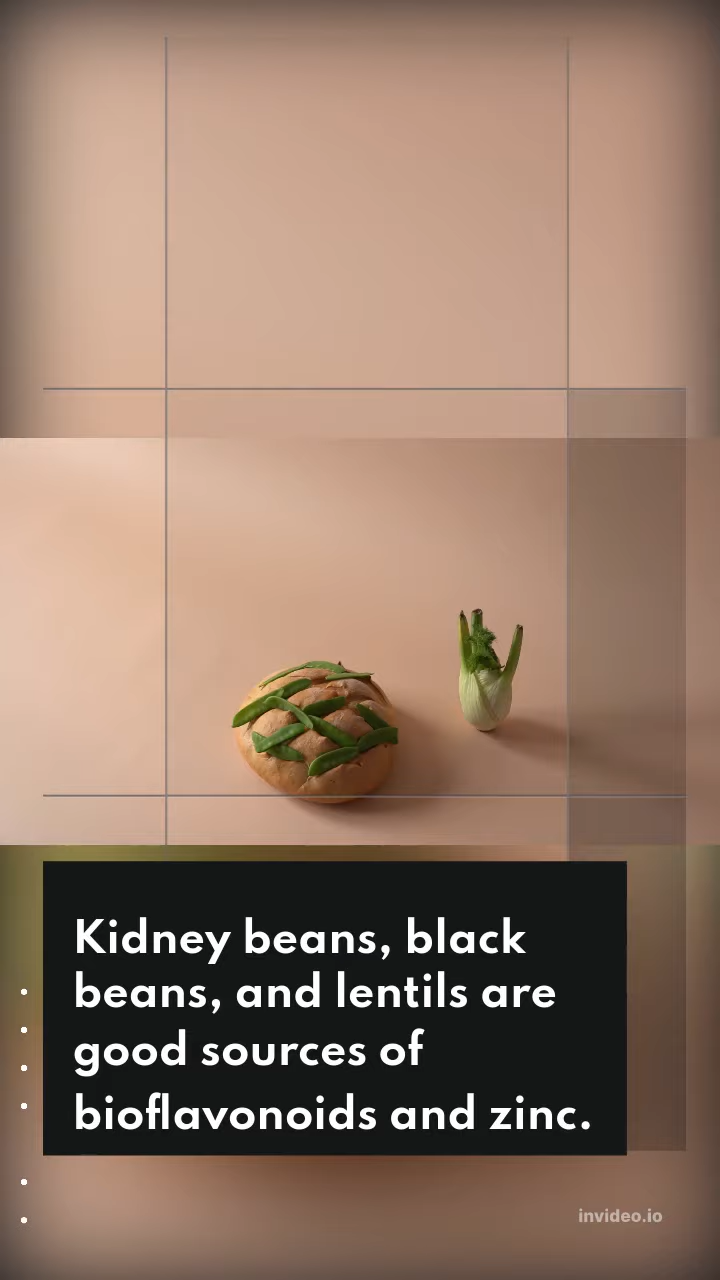 Kidney beans, black
beans, and lentils are
good sources of
bioflavonoids and zinc.
invideo.io